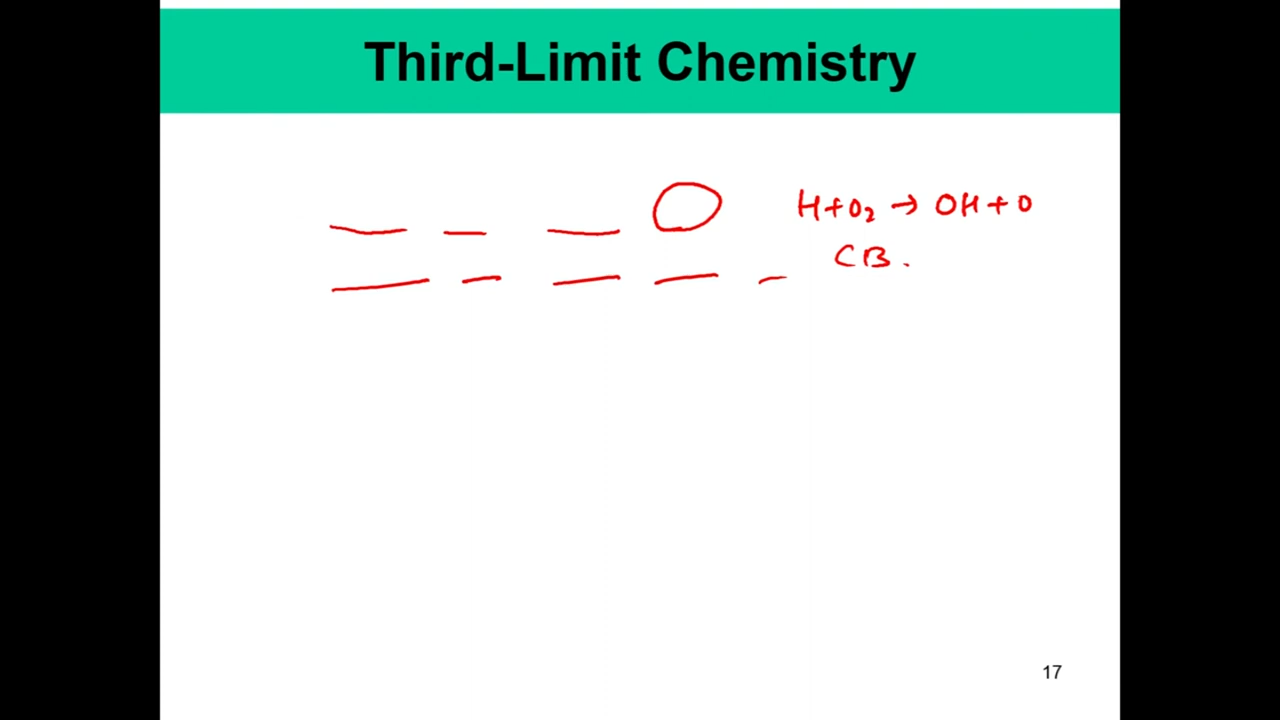 Third-Limit Chemistry
H+O₂ → OH+O
CB.
17